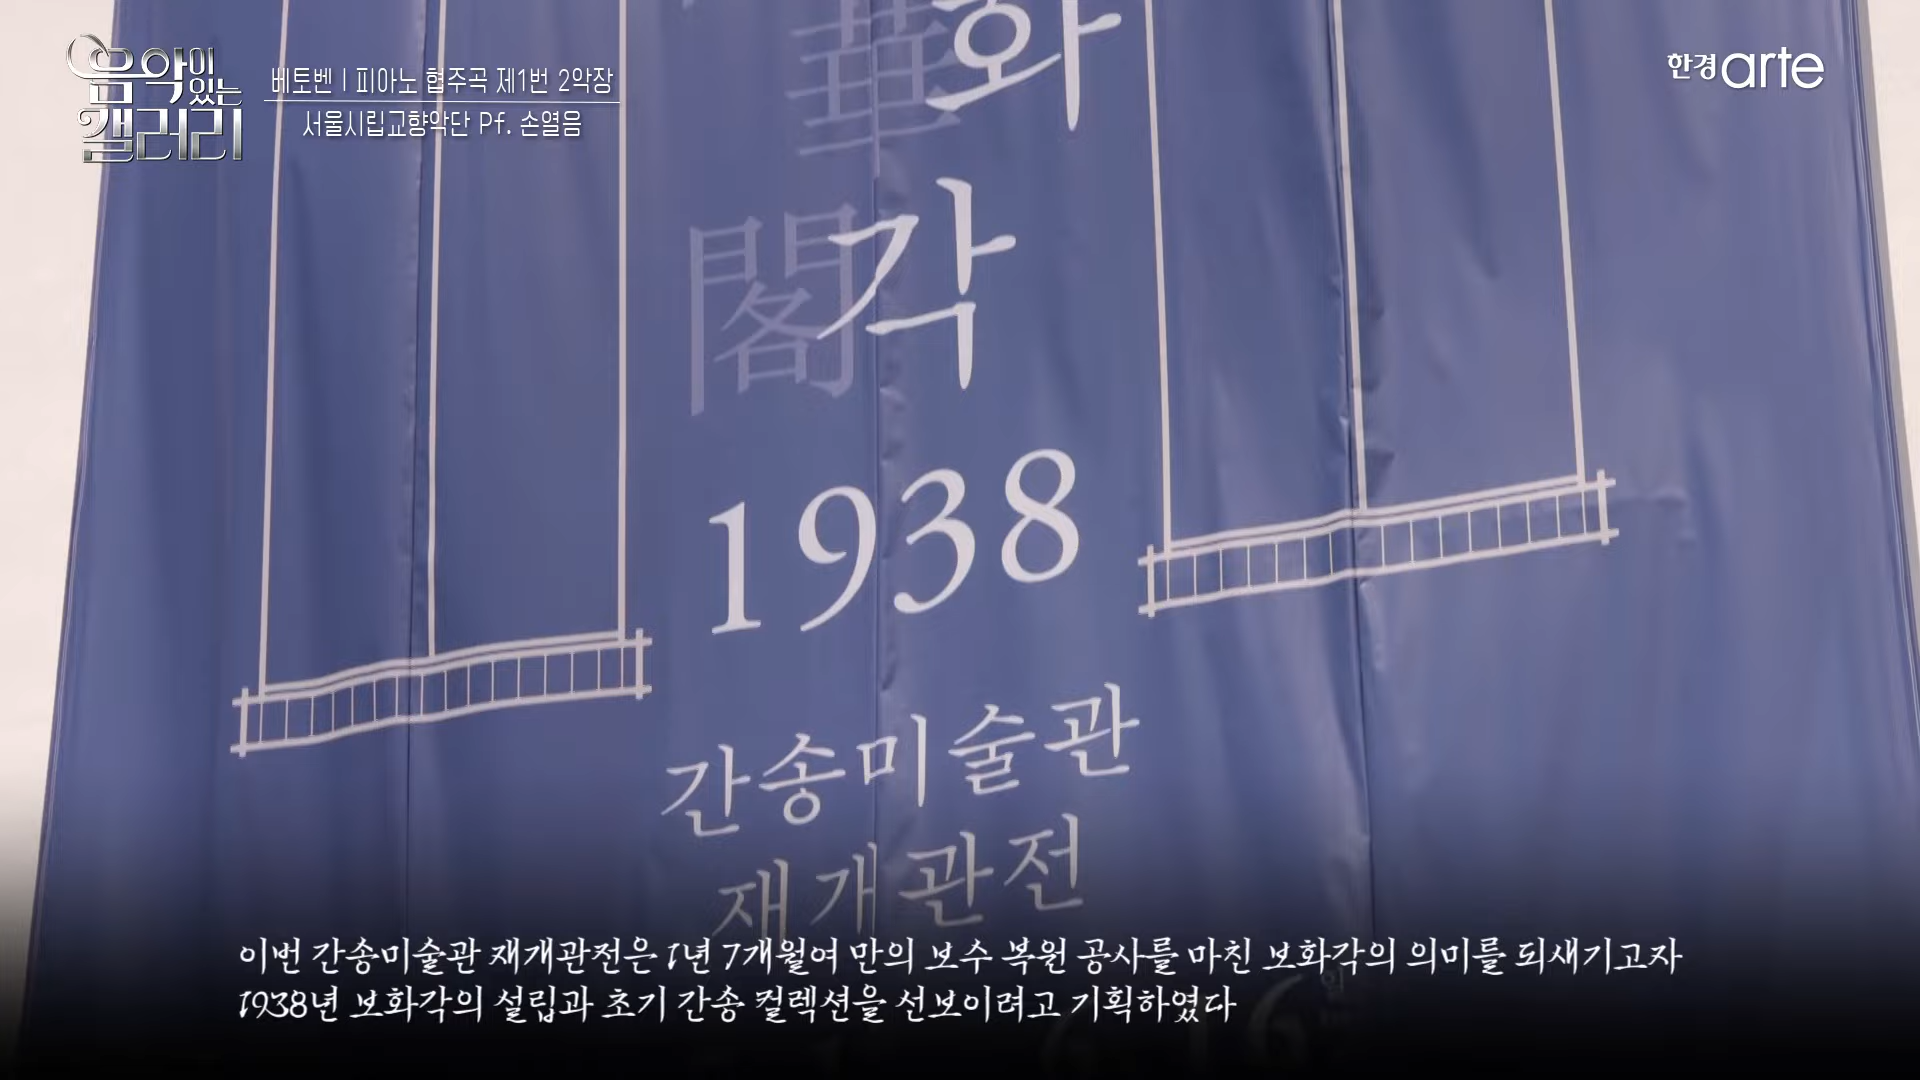 음악이
있는
갤러리
베토벤 | 피아노 협주곡 제1번 2악장
서울시립교향악단 Pf. 손열음
한경arte
華
화
閣
각
1938
간송미술관
재개관전
이번 간송미술관 재개관전은 1년 7개월여 만의 보수 복원 공사를 마친 보화각의 의미를 되새기고자
1938년 보화각의 설립과 초기 간송 컬렉션을 선보이려고 기획하였다